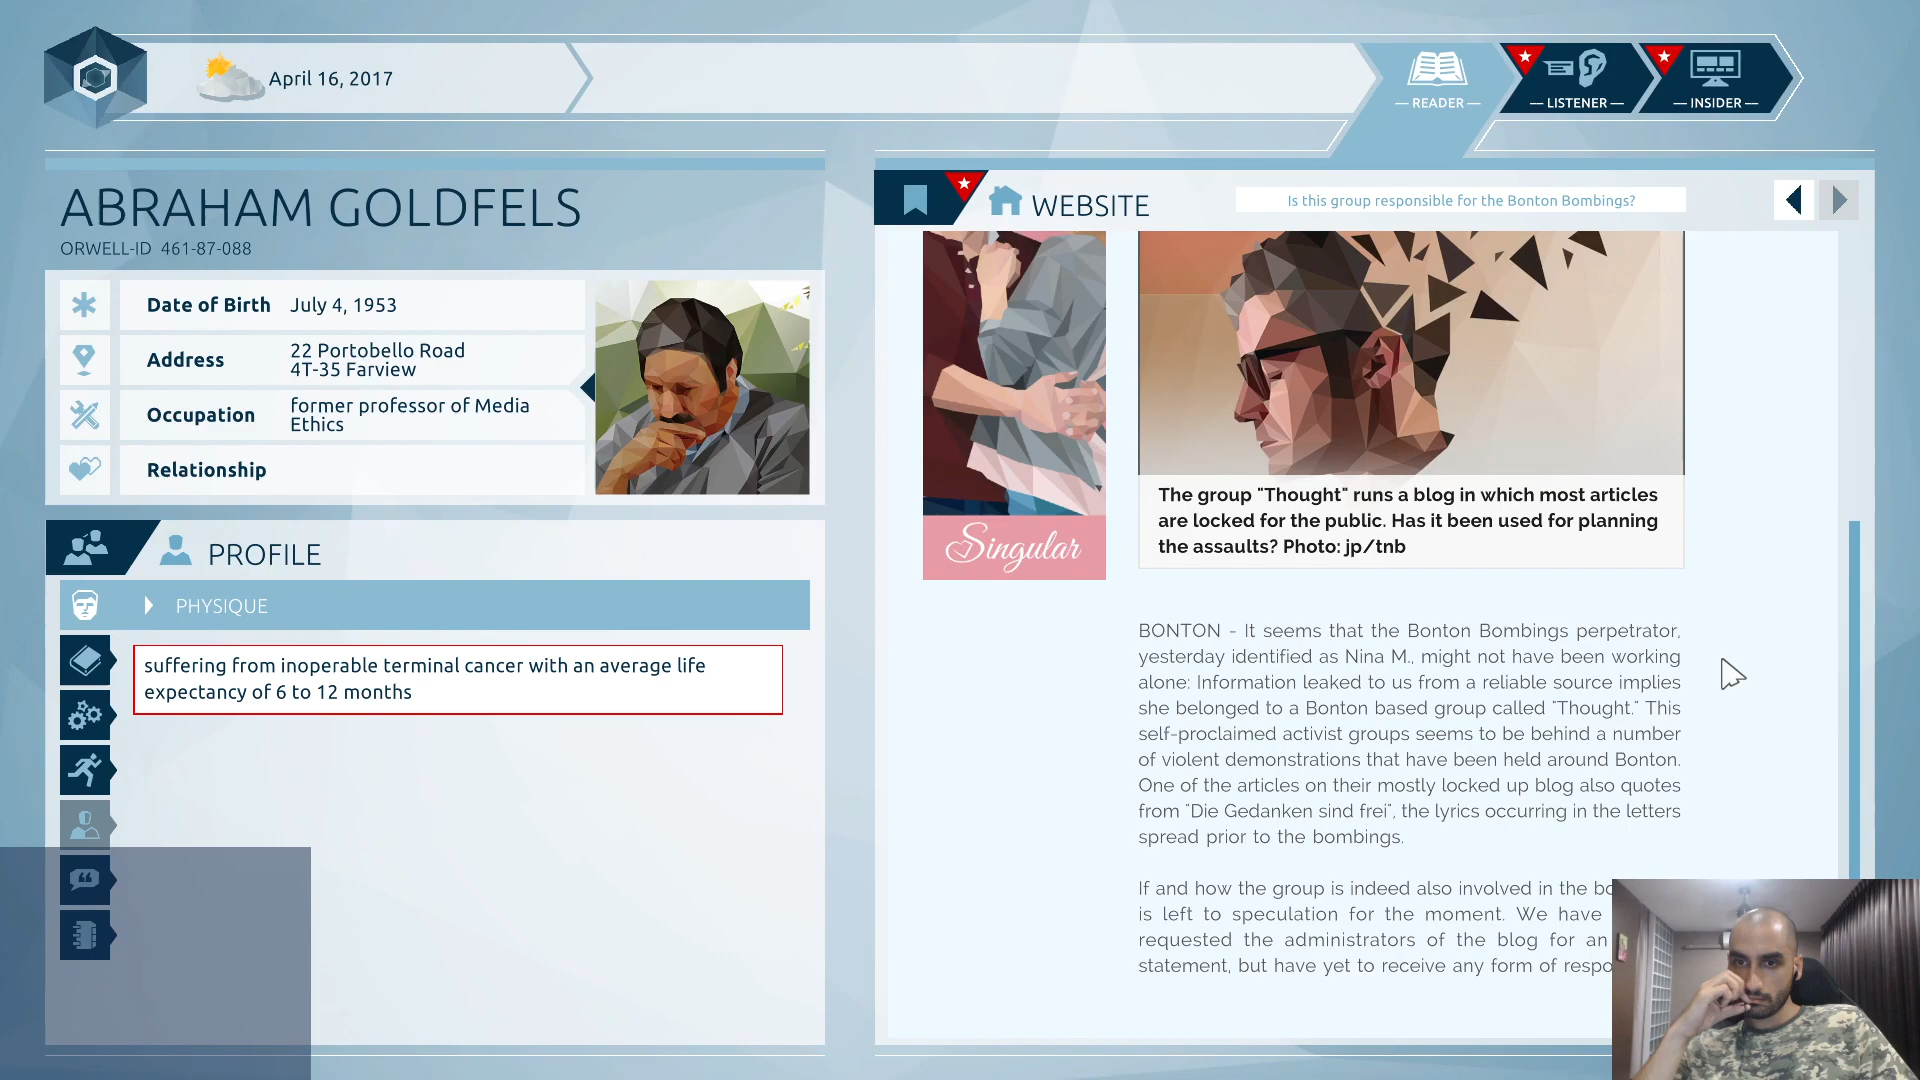 April 16, 2017
READER
LISTENER
INSIDER
ABRAHAM GOLDFELS
ORWELL-ID 461-87-088
Date of Birth July 4, 1953
Address 22 Portobello Road
4T-35 Farview
Occupation former professor of Media
Ethics
Relationship
PROFILE
PHYSIQUE
suffering from inoperable terminal cancer with an average life
expectancy of 6 to 12 months
WEBSITE
Is this group responsible for the Bonton Bombings?
Singular
The group "Thought" runs a blog in which most articles
are locked for the public. Has it been used for planning
the assaults? Photo: jp/tnb
BONTON - It seems that the Bonton Bombings perpetrator,
yesterday identified as Nina M., might not have been working
alone: Information leaked to us from a reliable source implies
she belonged to a Bonton based group called "Thought." This
self-proclaimed activist groups seems to be behind a number
of violent demonstrations that have been held around Bonton.
One of the articles on their mostly locked up blog also quotes
from "Die Gedanken sind frei", the lyrics occurring in the letters
spread prior to the bombings.
If and how the group is indeed also involved in the
is left to speculation for the moment. We have
requested the administrators of the blog for an
statement, but have yet to receive any form of